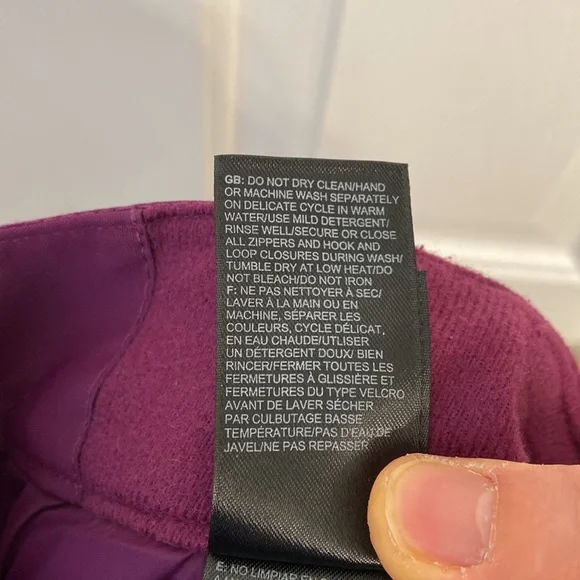 GB: DO NOT DRY CLEAN/HAND
OR MACHINE WASH SEPARATELY
ON DELICATE CYCLE IN WARM
WATER/USE MILD DETERGENT/
RINSE WELL/SECURE OR CLOSE
ALL ZIPPERS AND HOOK AND
LOOP CLOSURES DURING WASH/
TUMBLE DRY AT LOW HEAT/DO
NOT BLEACH/DO NOT IRON
F: NE PAS NETTOYER À SEC/
LAVER À LA MAIN OU EN
MACHINE, SÉPARER LES
COULEURS, CYCLE DÉLICAT,
EN EAU CHAUDE/UTLISER
UN DÉTERGENT DOUX/ BIEN
RINCER/FERMER TOUTES LES
FERMETURES À GLISSIÈRE ET
FERMETURES DU TYPE VELCRO
AVANT DE LAVER SÉCHER
PAR CULBUTAGE BASSE
TEMPÉRATURE/PAS D'EAU DE
JAVEL/NE PAS REPASSER
E: NO LIMPIAR